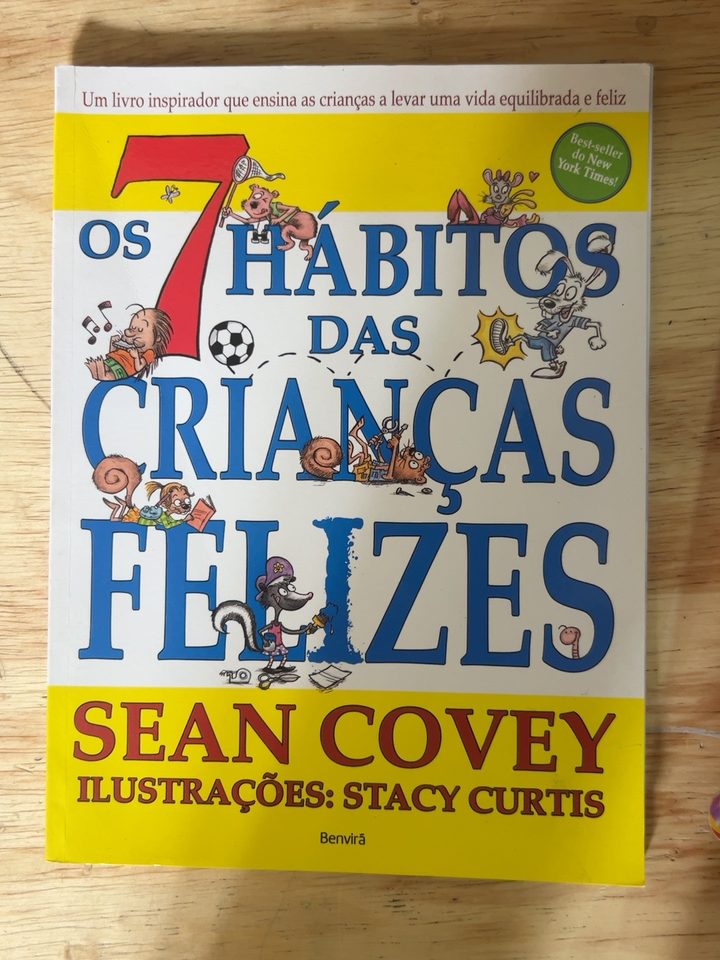 Um livro inspirador que ensina as crianças a levar uma vida equilibrada e feliz
Best-seller
do New
York Times!
OS 7 HÁBITOS
DAS
CRIANÇAS
FELIZES
SEAN COVEY
ILUSTRAÇÕES: STACY CURTIS
Benvirá